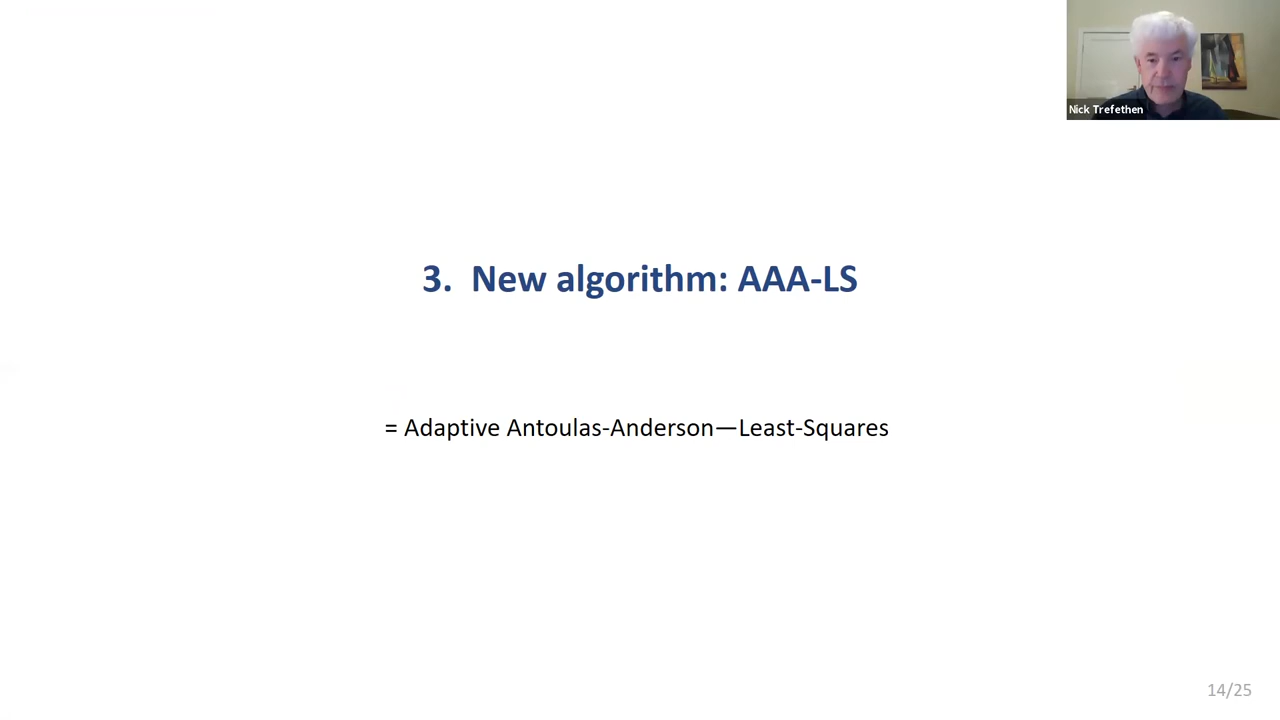 Nick Trefethen
3. New algorithm: AAA-LS
= Adaptive Antoulas-Anderson—Least-Squares
14/25